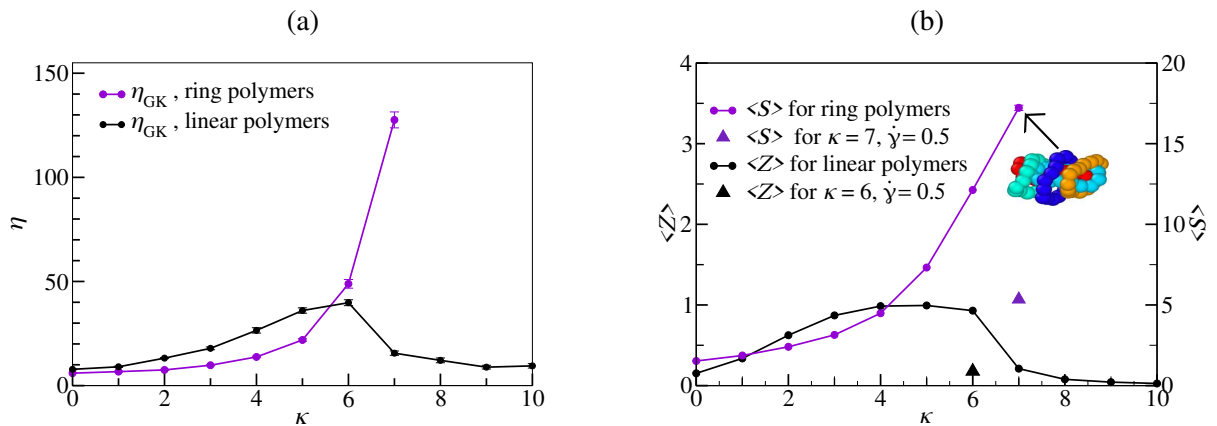 (a)
150
100
50
0
η
η_GK , ring polymers
η_GK , linear polymers
0 2 4 6 8 10
κ
(b)
4
3
2
1
0
<Z>
<S> for ring polymers
<S> for κ = 7, γ̇ = 0.5
<Z> for linear polymers
<Z> for κ = 6, γ̇ = 0.5
20
15
10
5
0
<S>
0 2 4 6 8 10
κ